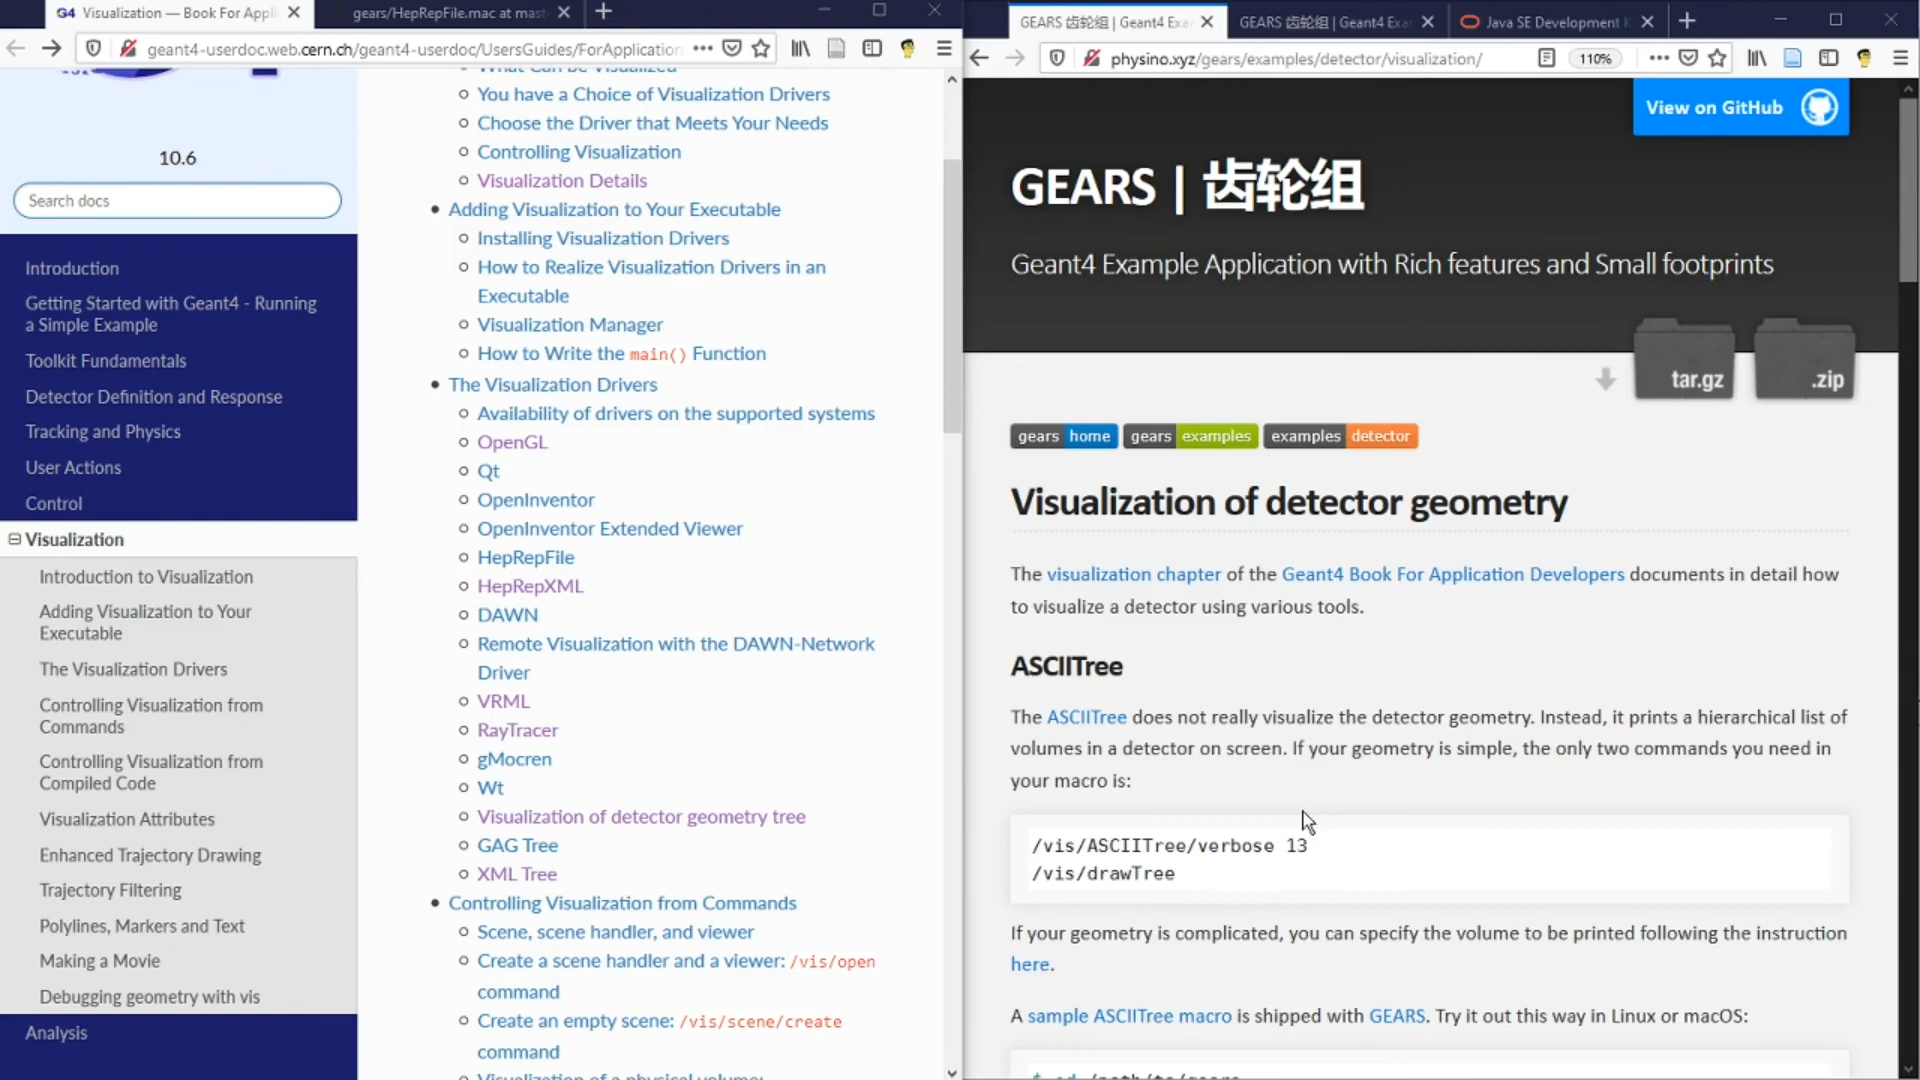 G4 Visualization — Book For Appli
gears/HepRepFile.mac at mast
geant4-userdoc.web.cern.ch/geant4-userdoc/UsersGuides/ForApplication
10.6
Search docs
Introduction
Getting Started with Geant4 - Running
a Simple Example
Toolkit Fundamentals
Detector Definition and Response
Tracking and Physics
User Actions
Control
Visualization
Introduction to Visualization
Adding Visualization to Your
Executable
The Visualization Drivers
Controlling Visualization from
Commands
Controlling Visualization from
Compiled Code
Visualization Attributes
Enhanced Trajectory Drawing
Trajectory Filtering
Polylines, Markers and Text
Making a Movie
Debugging geometry with vis
Analysis
What Can be Visualized
You have a Choice of Visualization Drivers
Choose the Driver that Meets Your Needs
Controlling Visualization
Visualization Details
Adding Visualization to Your Executable
Installing Visualization Drivers
How to Realize Visualization Drivers in an
Executable
Visualization Manager
How to Write the main() Function
The Visualization Drivers
Availability of drivers on the supported systems
OpenGL
Qt
OpenInventor
OpenInventor Extended Viewer
HepRepFile
HepRepXML
DAWN
Remote Visualization with the DAWN-Network
Driver
VRML
RayTracer
gMocren
Wt
Visualization of detector geometry tree
GAG Tree
XML Tree
Controlling Visualization from Commands
Scene, scene handler, and viewer
Create a scene handler and a viewer: /vis/open
command
Create an empty scene: /vis/scene/create
command
Visualization of a physical volume:
GEARS 齿轮组 | Geant4 Exa
GEARS 齿轮组 | Geant4 Exa
Java SE Development K
physino.xyz/gears/examples/detector/visualization/
110%
View on GitHub
GEARS | 齿轮组
Geant4 Example Application with Rich features and Small footprints
tar.gz
.zip
gears home
gears examples
examples detector
Visualization of detector geometry
The visualization chapter of the Geant4 Book For Application Developers documents in detail how
to visualize a detector using various tools.
ASCIITree
The ASCIITree does not really visualize the detector geometry. Instead, it prints a hierarchical list of
volumes in a detector on screen. If your geometry is simple, the only two commands you need in
your macro is:
/vis/ASCIITree/verbose 13
/vis/drawTree
If your geometry is complicated, you can specify the volume to be printed following the instruction
here.
A sample ASCIITree macro is shipped with GEARS. Try it out this way in Linux or macOS:
$ cd /path/to/gears